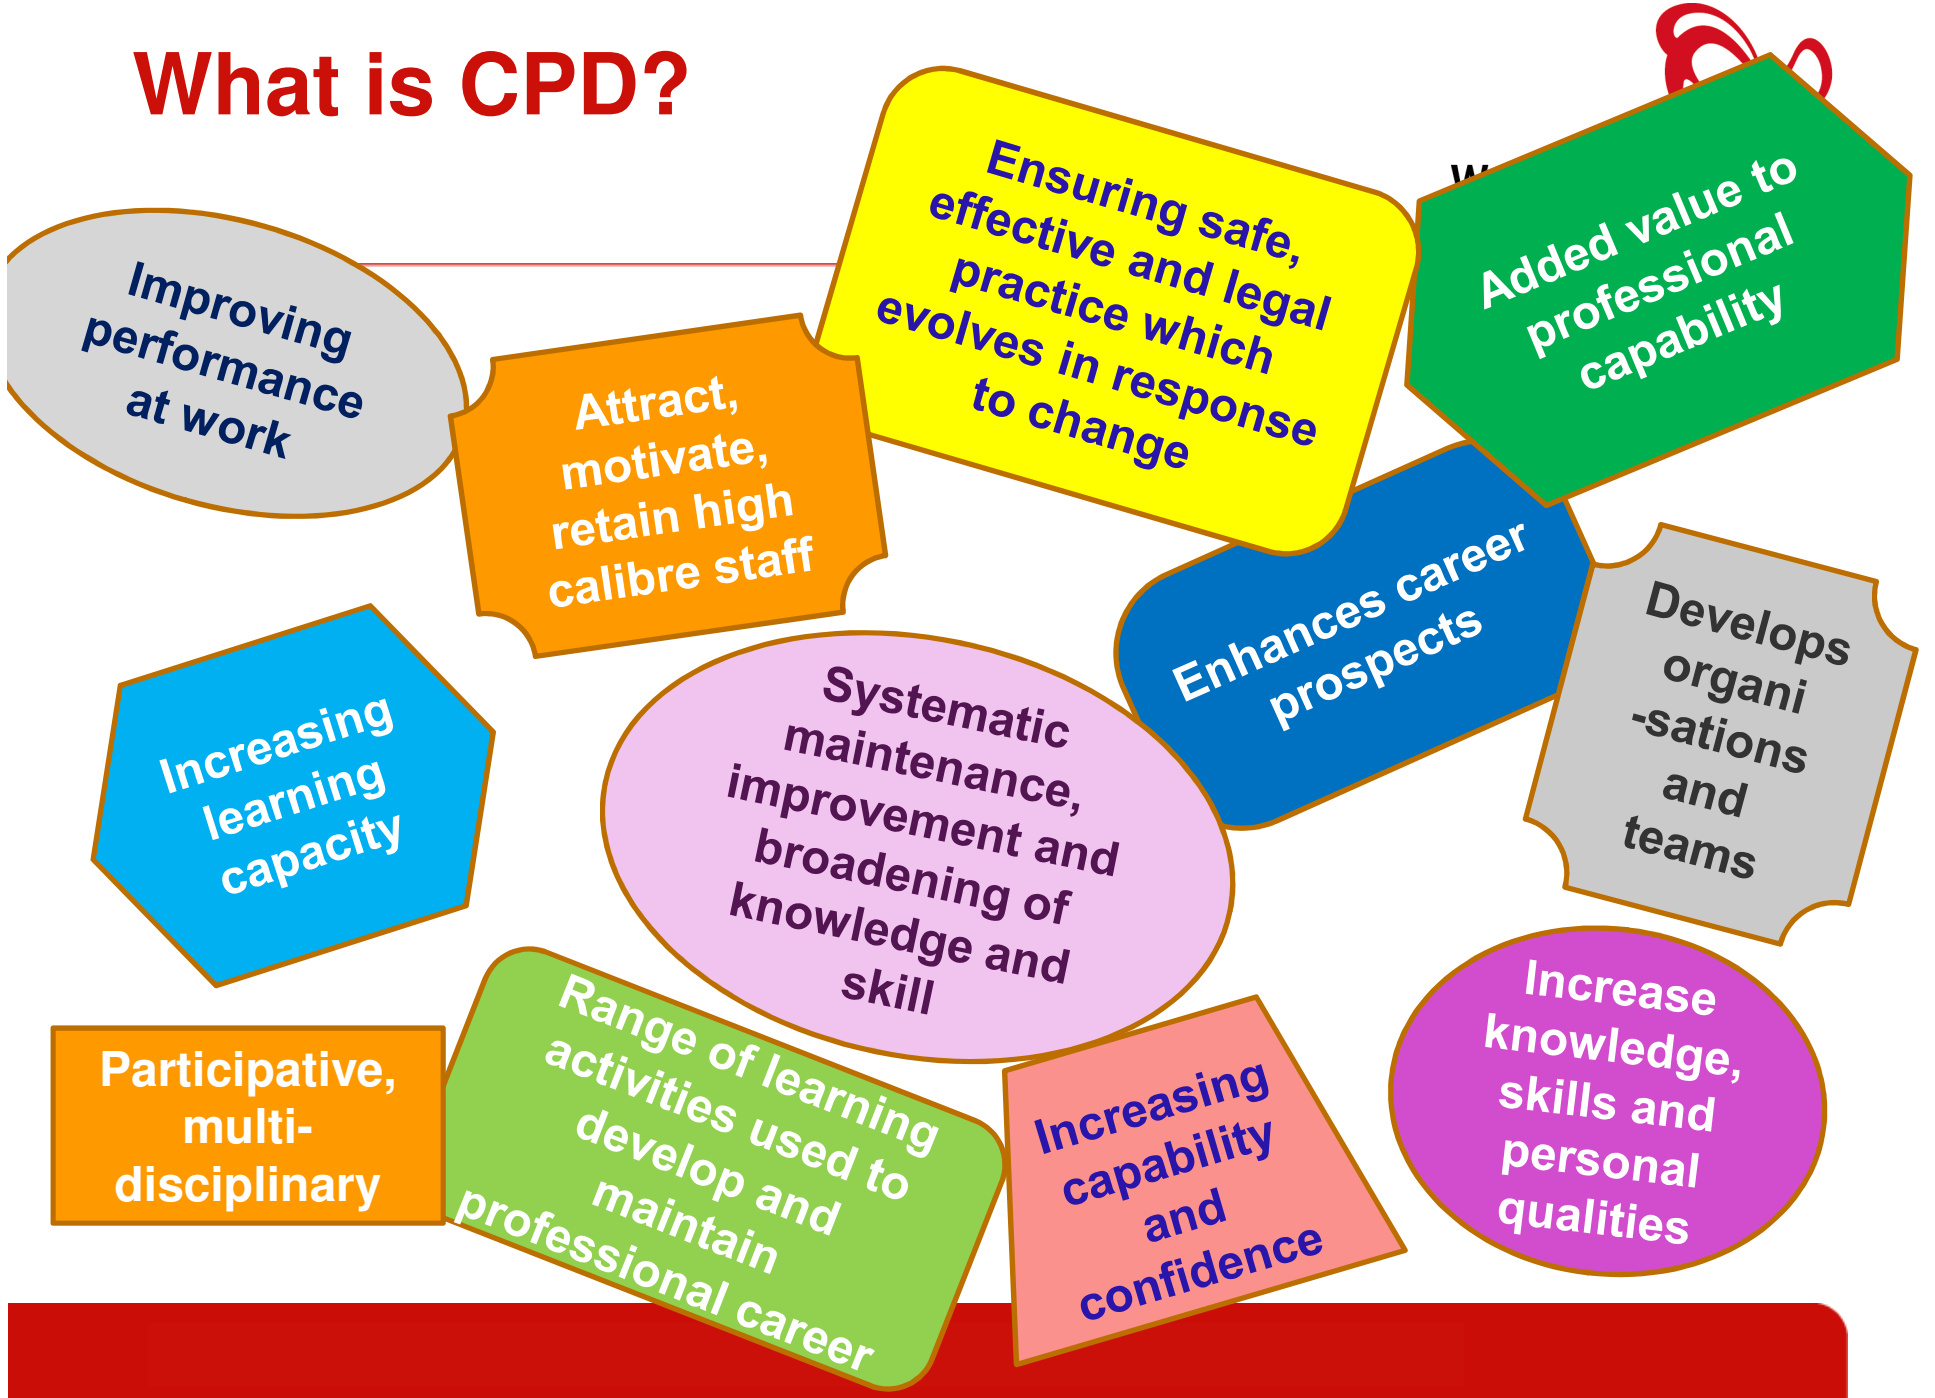 What is CPD?
Ensuring safe,
effective and legal
practice which
evolves in response
to change
Added value to
professional
capability
Improving
performance
at work
Attract,
motivate,
retain high
calibre staff
Enhances career
prospects
Develops
organi
-sations
and
teams
Increasing
learning
capacity
Systematic
maintenance,
improvement and
broadening of
knowledge and
skill
Increase
knowledge,
skills and
personal
qualities
Participative,
multi-
disciplinary
Range of learning
activities used to
develop and
maintain
professional career
Increasing
capability
and
confidence